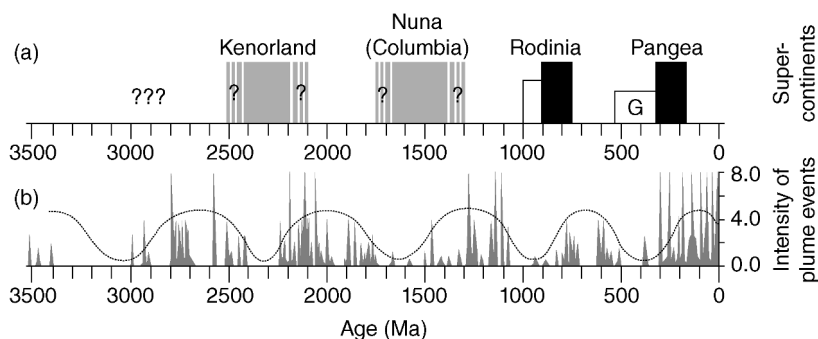 (a)
Kenorland
Nuna
(Columbia)
Rodinia
Pangea
???
?
?
?
?
G
Super-
continents
3500
3000
2500
2000
1500
1000
500
0
(b)
8.0
4.0
0.0
Intensity of
plume events
3500
3000
2500
2000
1500
1000
500
0
Age (Ma)